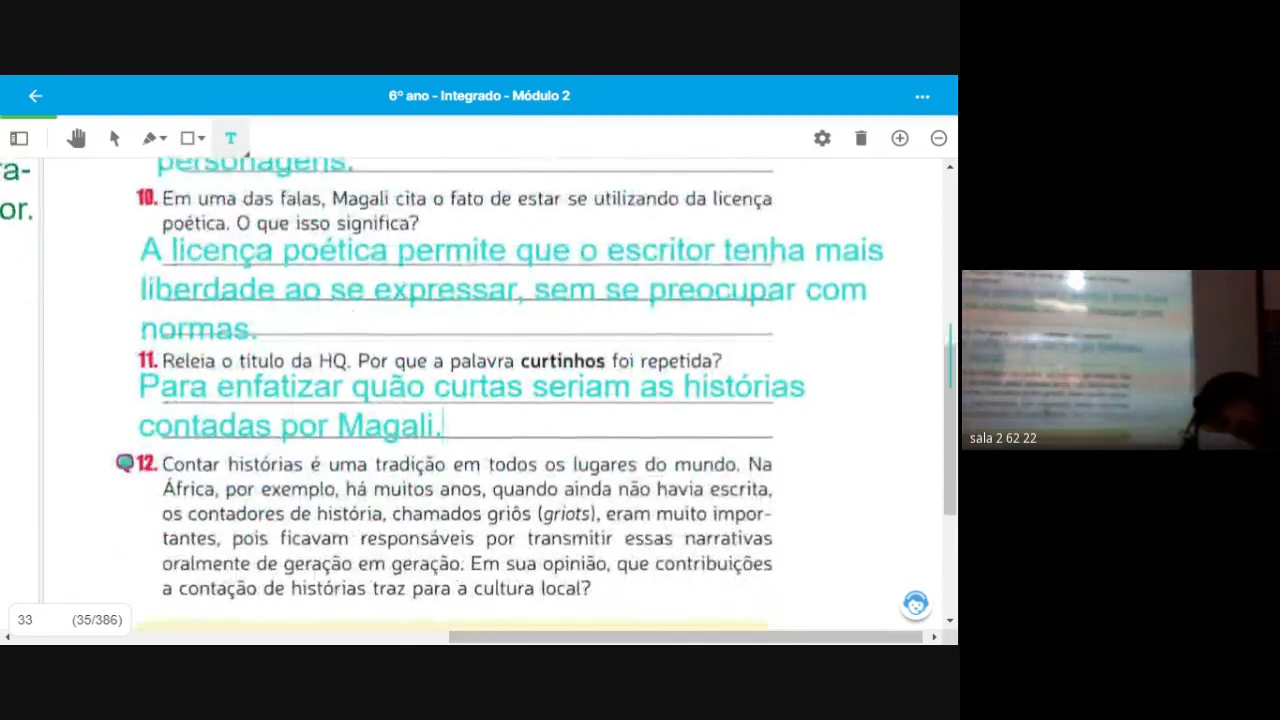 6º ano - Integrado - Módulo 2
...
T
a-
or.
personagens.
10. Em uma das falas, Magali cita o fato de estar se utilizando da licença
poética. O que isso significa?
A licença poética permite que o escritor tenha mais
liberdade ao se expressar, sem se preocupar com
normas.
11. Releia o título da HQ. Por que a palavra curtinhos foi repetida?
Para enfatizar quão curtas seriam as histórias
contadas por Magali.
12. Contar histórias é uma tradição em todos os lugares do mundo. Na
África, por exemplo, há muitos anos, quando ainda não havia escrita,
os contadores de história, chamados griôs (griots), eram muito impor-
tantes, pois ficavam responsáveis por transmitir essas narrativas
oralmente de geração em geração. Em sua opinião, que contribuições
a contação de histórias traz para a cultura local?
33 (35/386)
sala 2 62 22